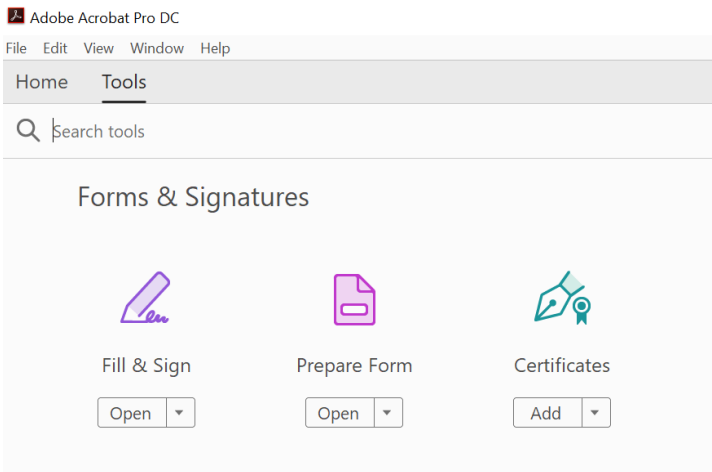 Adobe Acrobat Pro DC
File Edit View Window Help
Home Tools
Search tools
Forms & Signatures
Fill & Sign Prepare Form Certificates
Open Open Add